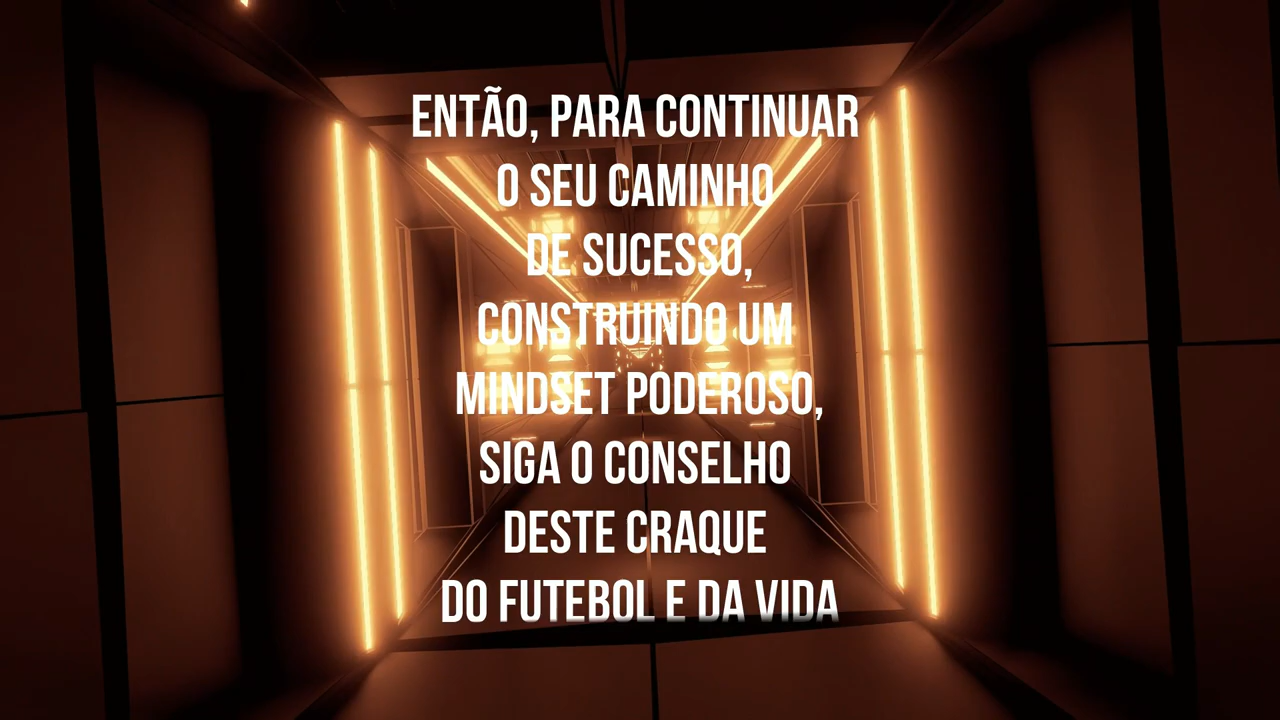 ENTÃO, PARA CONTINUAR
O SEU CAMINHO
DE SUCESSO,
CONSTRUINDO UM
MINDSET PODEROSO,
SIGA O CONSELHO
DESTE CRAQUE
DO FUTEBOL E DA VIDA